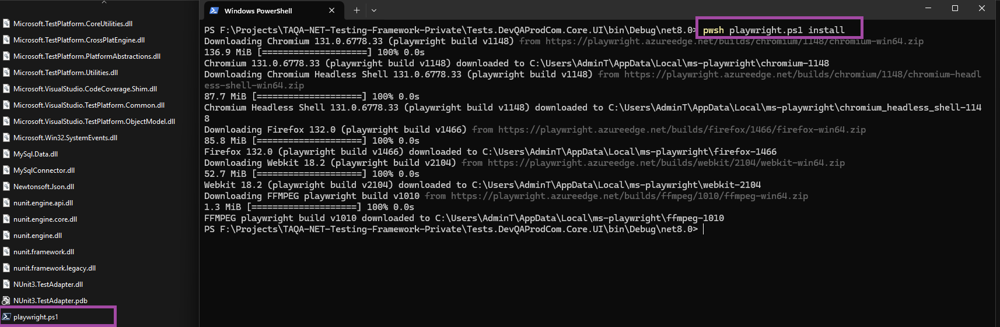 Microsoft.TestPlatform.CoreUtilities.dll
Microsoft.TestPlatform.CrossPlatEngine.dll
Microsoft.TestPlatform.PlatformAbstractions.dll
Microsoft.TestPlatform.Utilities.dll
Microsoft.VisualStudio.CodeCoverage.Shim.dll
Microsoft.VisualStudio.TestPlatform.Common.dll
Microsoft.VisualStudio.TestPlatform.ObjectModel.dll
Microsoft.Win32.SystemEvents.dll
MySql.Data.dll
MySqlConnector.dll
Newtonsoft.Json.dll
nunit.engine.api.dll
nunit.engine.core.dll
nunit.engine.dll
nunit.framework.dll
nunit.framework.legacy.dll
NUnit3.TestAdapter.dll
NUnit3.TestAdapter.pdb
playwright.ps1
Windows PowerShell
PS F:\Projects\TAQA-NET-Testing-Framework-Private\Tests.DevQAProdCom.Core.UI\bin\Debug\net8.0> pwsh playwright.ps1 install
Downloading Chromium 131.0.6778.33 (playwright build v1148) from https://playwright.azureedge.net/builds/chromium/1148/chromium-win64.zip
136.9 MiB [====================] 100% 0.0s
Chromium 131.0.6778.33 (playwright build v1148) downloaded to C:\Users\AdminT\AppData\Local\ms-playwright\chromium-1148
Downloading Chromium Headless Shell 131.0.6778.33 (playwright build v1148) from https://playwright.azureedge.net/builds/chromium/1148/chromium-headl
ess-shell-win64.zip
87.7 MiB [====================] 100% 0.0s
Chromium Headless Shell 131.0.6778.33 (playwright build v1148) downloaded to C:\Users\AdminT\AppData\Local\ms-playwright\chromium_headless_shell-114
8
Downloading Firefox 132.0 (playwright build v1466) from https://playwright.azureedge.net/builds/firefox/1466/firefox-win64.zip
85.8 MiB [====================] 100% 0.0s
Firefox 132.0 (playwright build v1466) downloaded to C:\Users\AdminT\AppData\Local\ms-playwright\firefox-1466
Downloading Webkit 18.2 (playwright build v2104) from https://playwright.azureedge.net/builds/webkit/2104/webkit-win64.zip
52.7 MiB [====================] 100% 0.0s
Webkit 18.2 (playwright build v2104) downloaded to C:\Users\AdminT\AppData\Local\ms-playwright\webkit-2104
Downloading FFMPEG playwright build v1010 from https://playwright.azureedge.net/builds/ffmpeg/1010/ffmpeg-win64.zip
1.3 MiB [====================] 100% 0.0s
FFMPEG playwright build v1010 downloaded to C:\Users\AdminT\AppData\Local\ms-playwright\ffmpeg-1010
PS F:\Projects\TAQA-NET-Testing-Framework-Private\Tests.DevQAProdCom.Core.UI\bin\Debug\net8.0>